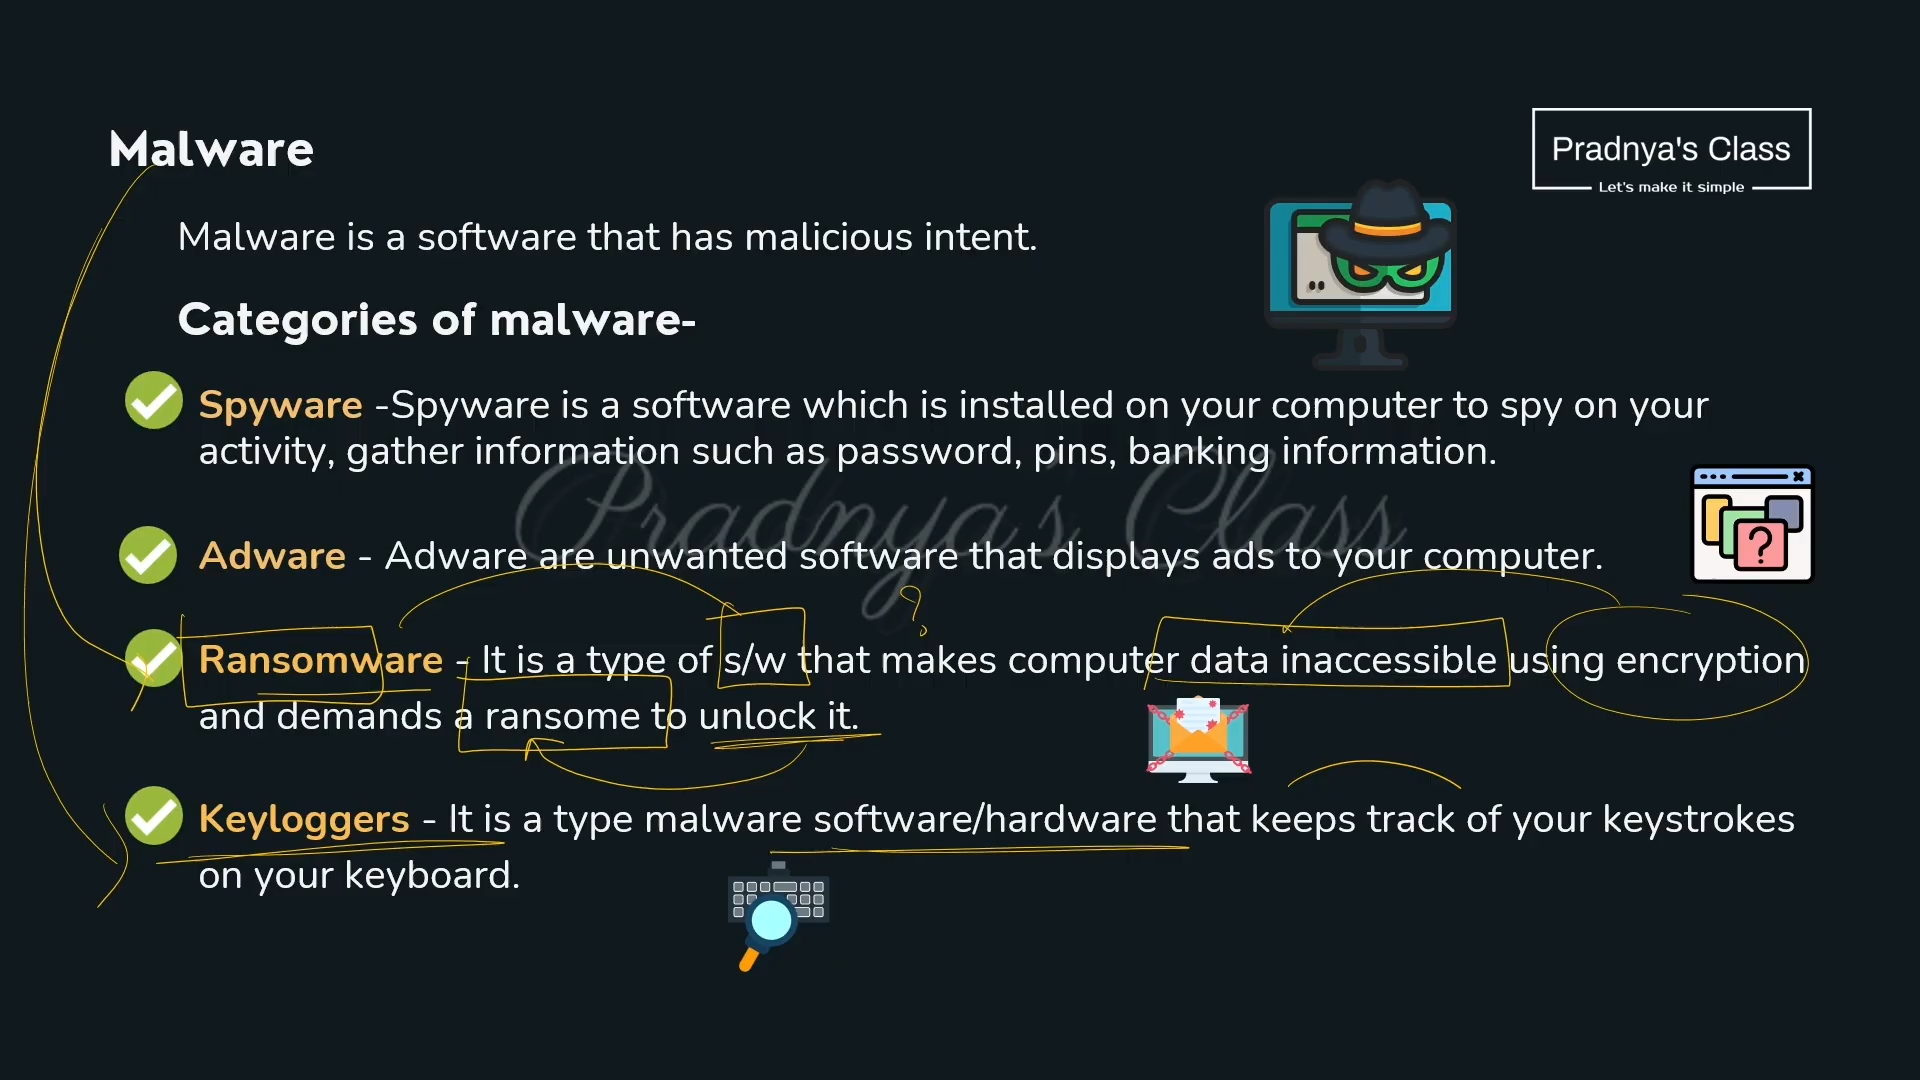 Malware
Pradnya's Class
Let's make it simple
Malware is a software that has malicious intent.
Categories of malware-
Spyware -Spyware is a software which is installed on your computer to spy on your
activity, gather information such as password, pins, banking information.
Pradnya's Class
Adware - Adware are unwanted software that displays ads to your computer.
?
?
Ransomware - It is a type of s/w that makes computer data inaccessible using encryption
and demands a ransome to unlock it.
Keyloggers - It is a type malware software/hardware that keeps track of your keystrokes
on your keyboard.